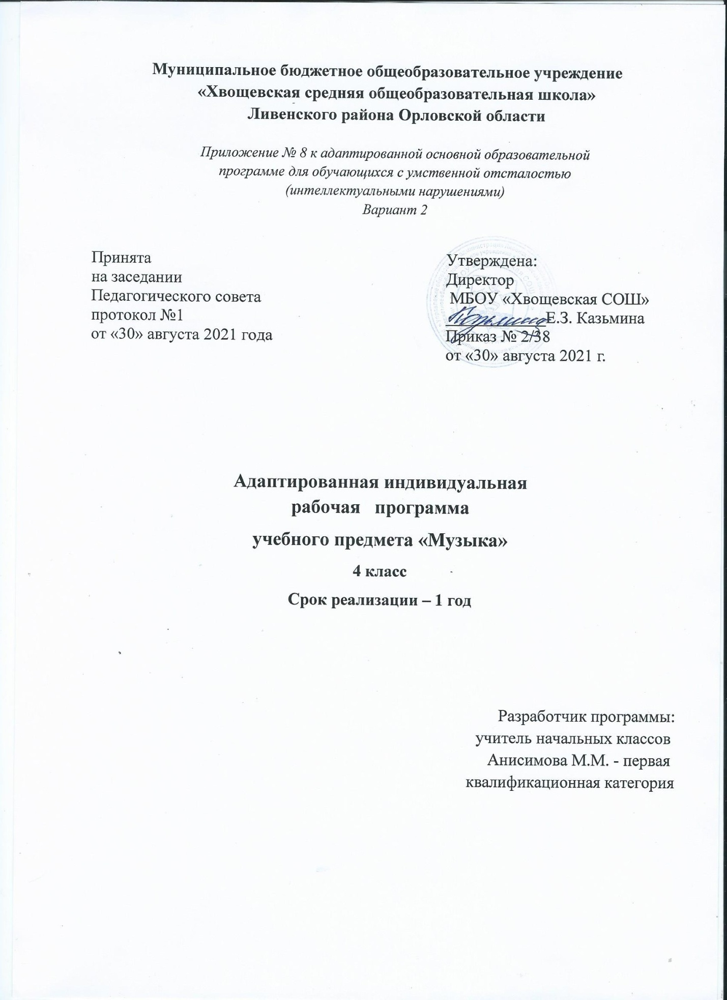 Муниципальное бюджетное общеобразовательное учреждение
«Хвощевская средняя общеобразовательная школа»
Ливенского района Орловской области
Приложение № 8 к адаптированной основной образовательной
программе для обучающихся с умственной отсталостью
(интеллектуальными нарушениями)
Вариант 2
Принята
на заседании
Педагогического совета
протокол №1
от «30» августа 2021 года
Утверждена:
Директор
МБОУ «Хвощевская СОШ»
Е.З. Казьмина
Приказ № 2/38
от «30» августа 2021 г.
Адаптированная индивидуальная
рабочая программа
учебного предмета «Музыка»
4 класс
Срок реализации – 1 год
Разработчик программы:
учитель начальных классов
Анисимова М.М. - первая
квалификационная категория